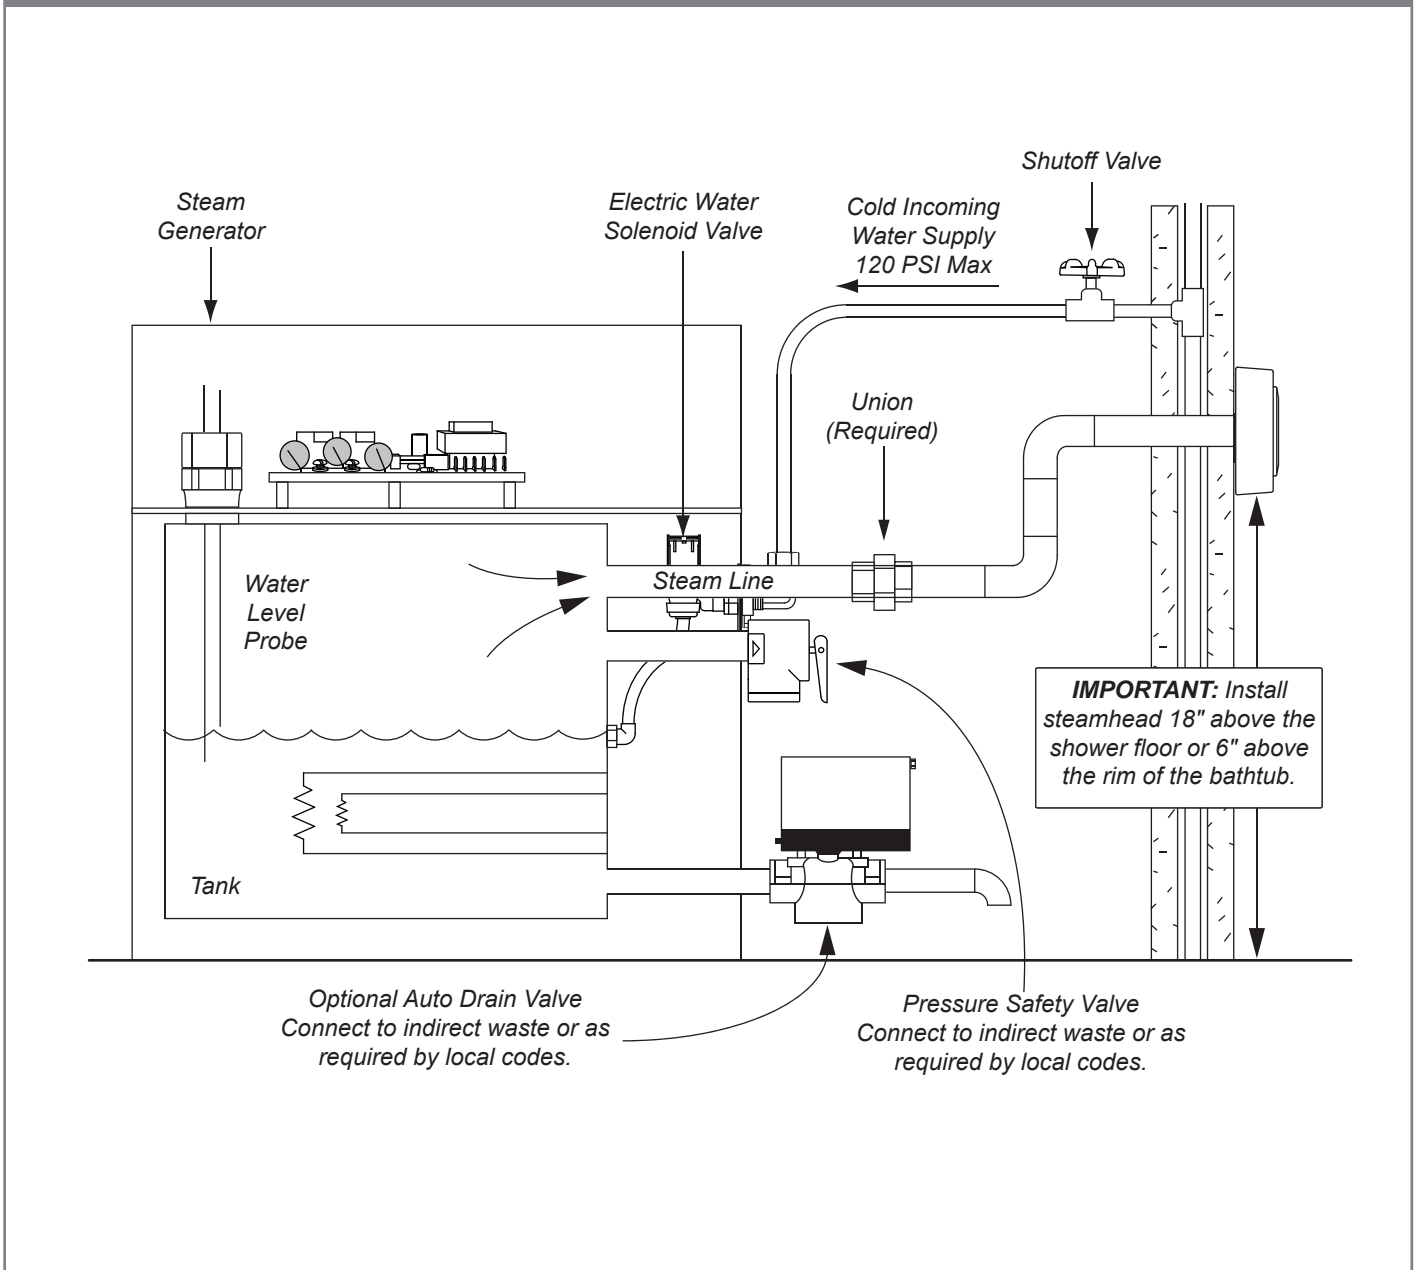 Shutoff Valve
Steam
Generator
Electric Water
Solenoid Valve
Cold Incoming
Water Supply
120 PSI Max
Union
(Required)
Steam Line
Water
Level
Probe
IMPORTANT: Install
steamhead 18" above the
shower floor or 6" above
the rim of the bathtub.
Tank
Optional Auto Drain Valve
Connect to indirect waste or as
required by local codes.
Pressure Safety Valve
Connect to indirect waste or as
required by local codes.